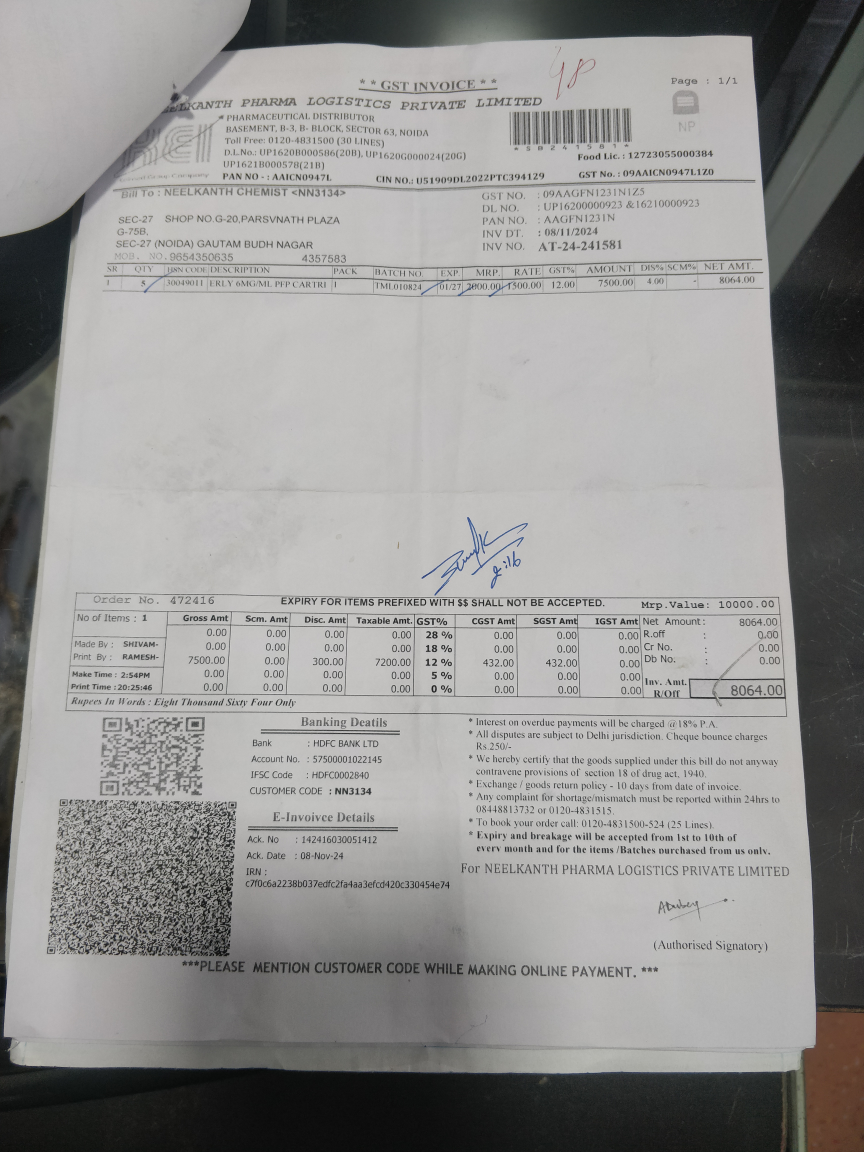 * * GST INVOICE * *
Page : 1/1
PHARMA LOGISTICS PRIVATE LIMITED
PHARMACEUTICAL DISTRIBUTOR
BASEMENT, B-3, B- BLOCK, SECTOR 63, NOIDA
Toll Free: 0120-4831500 (30 LINES)
D.L.No.: UP1620B000586(20B), UP1620G000024(20G)
UP1621B000578(21B)
PAN NO - : AAICN0947L
CIN NO.: U51909DL2022PTC394129
*58241581*
NP
Food Lic. : 12723055000384
GST No. : 09AAICN0947L1Z0
Bill To : NEELKANTH CHEMIST <NN3134>
SEC-27 SHOP NO.G-20,PARSVNATH PLAZA
G-75B,
SEC-27 (NOIDA) GAUTAM BUDH NAGAR
MOB. NO.9654350635 4357583
GST NO. : 09AAGFN1231N1Z5
DL NO. : UP16200000923 &16210000923
PAN NO. : AAGFN1231N
INV DT. : 08/11/2024
INV NO. AT-24-241581
SR QTY HSN CODE DESCRIPTION PACK BATCH NO. EXP. MRP. RATE GST% AMOUNT DIS% SCM% NET AMT.
1 5 30049011 ERLY 6MG/ML PFP CARTRI 1 TML010824 01/27 2000.00 1500.00 12.00 7500.00 4.00 - 8064.00
Order No. 472416 EXPIRY FOR ITEMS PREFIXED WITH $$ SHALL NOT BE ACCEPTED. Mrp.Value: 10000.00
No of Items : 1
Made By : SHIVAM-
Print By : RAMESH-
Make Time : 2:54PM
Print Time : 20:25:46
Gross Amt Scm. Amt Disc. Amt Taxable Amt. GST% CGST Amt SGST Amt IGST Amt
0.00 0.00 0.00 0.00 28 % 0.00 0.00 0.00
0.00 0.00 0.00 0.00 18 % 0.00 0.00 0.00
7500.00 0.00 300.00 7200.00 12 % 432.00 432.00 0.00
0.00 0.00 0.00 0.00 5 % 0.00 0.00 0.00
0.00 0.00 0.00 0.00 0 % 0.00 0.00 0.00
Net Amount: 8064.00
R.off : 0.00
Cr No. : 0.00
Db No. : 0.00
Inv. Amt. R/Off 8064.00
Rupees In Words : Eight Thousand Sixty Four Only
Banking Deatils
Bank : HDFC BANK LTD
Account No. : 57500001022145
IFSC Code : HDFC0002840
CUSTOMER CODE : NN3134
E-Invoivce Details
Ack. No : 142416030051412
Ack. Date : 08-Nov-24
IRN :
c7f0c6a2238b037edfc2fa4aa3efcd420c330454e74
* Interest on overdue payments will be charged @18% P.A.
* All disputes are subject to Delhi jurisdiction. Cheque bounce charges
Rs.250/-
* We hereby certify that the goods supplied under this bill do not anyway
contravene provisions of section 18 of drug act, 1940.
* Exchange / goods return policy - 10 days from date of invoice.
* Any complaint for shortage/mismatch must be reported within 24hrs to
08448813732 or 0120-4831515.
* To book your order call: 0120-4831500-524 (25 Lines).
* Expiry and breakage will be accepted from 1st to 10th of
every month and for the items /Batches purchased from us only.
For NEELKANTH PHARMA LOGISTICS PRIVATE LIMITED
(Authorised Signatory)
***PLEASE MENTION CUSTOMER CODE WHILE MAKING ONLINE PAYMENT. ***